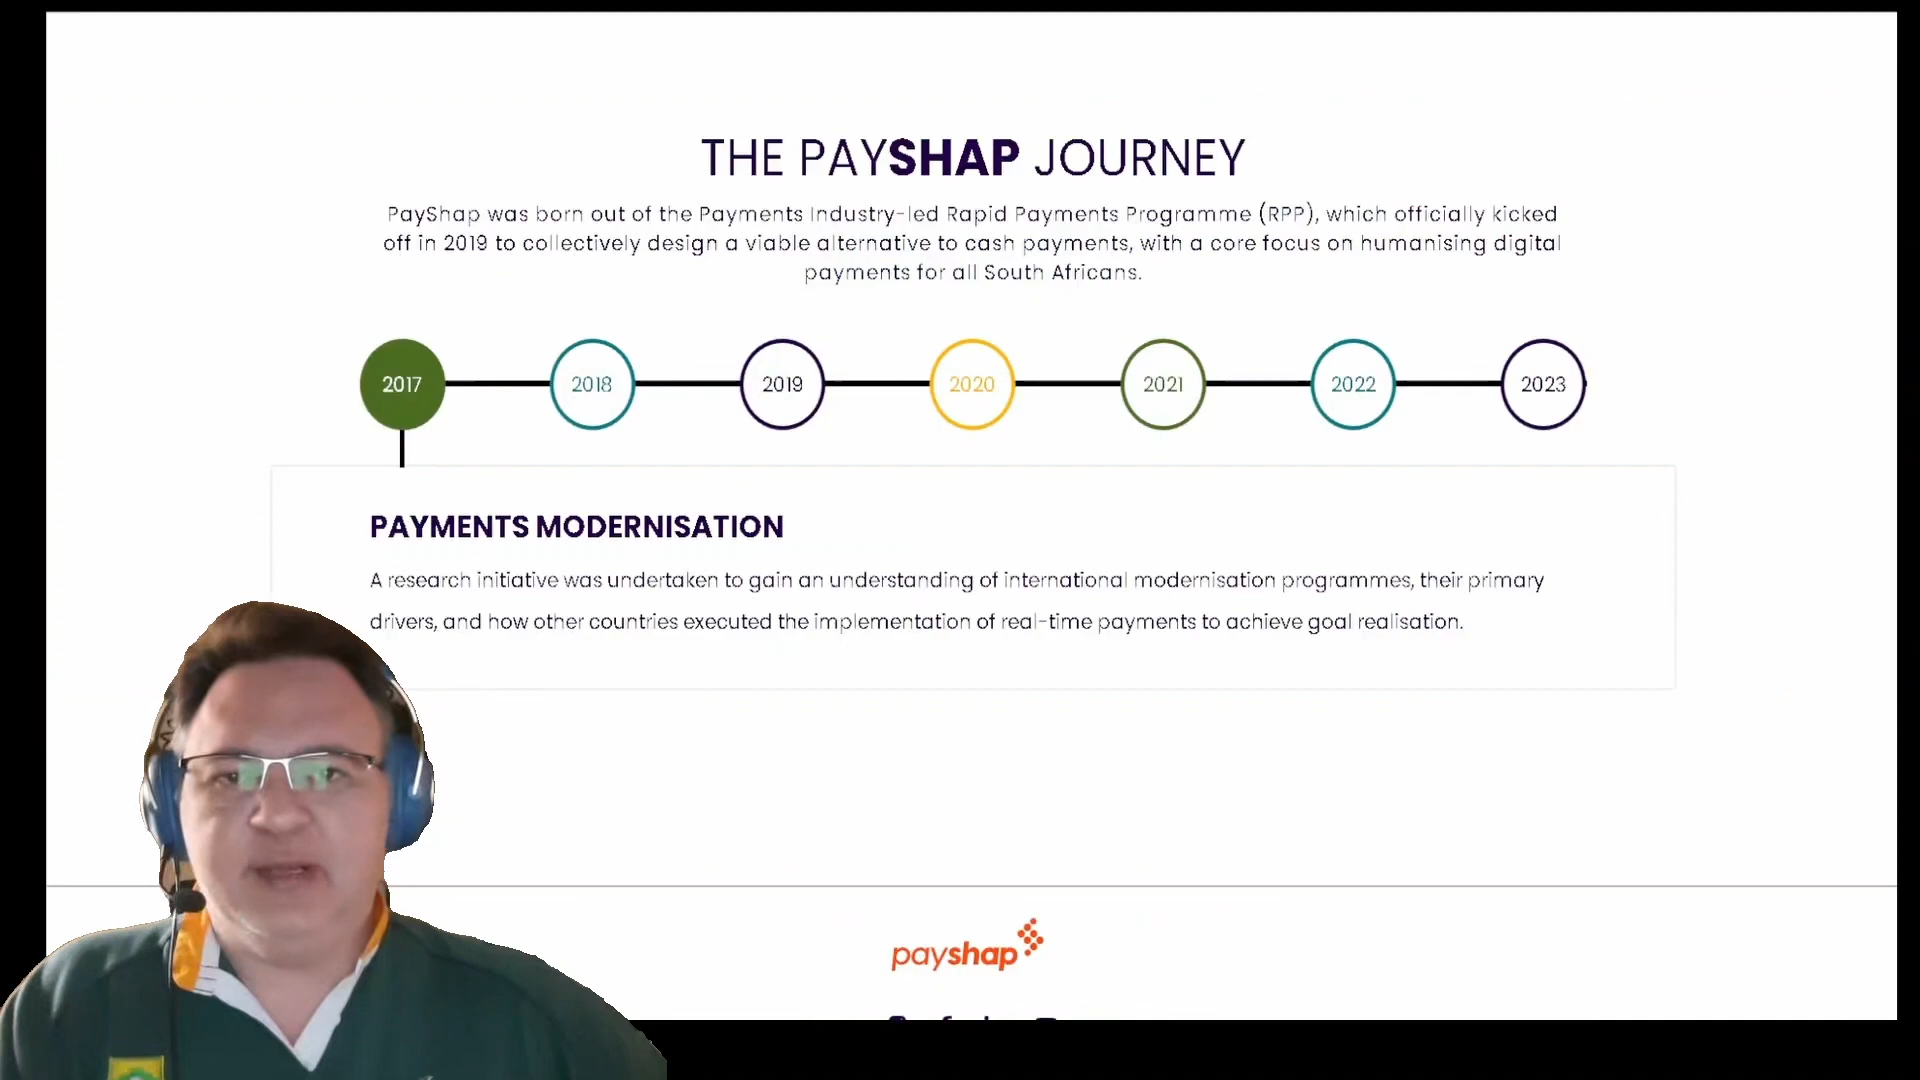 THE PAYSHAP JOURNEY
PayShap was born out of the Payments Industry-led Rapid Payments Programme (RPP), which officially kicked
off in 2019 to collectively design a viable alternative to cash payments, with a core focus on humanising digital
payments for all South Africans.
2017 2018 2019 2020 2021 2022 2023
PAYMENTS MODERNISATION
A research initiative was undertaken to gain an understanding of international modernisation programmes, their primary
drivers, and how other countries executed the implementation of real-time payments to achieve goal realisation.
payshap